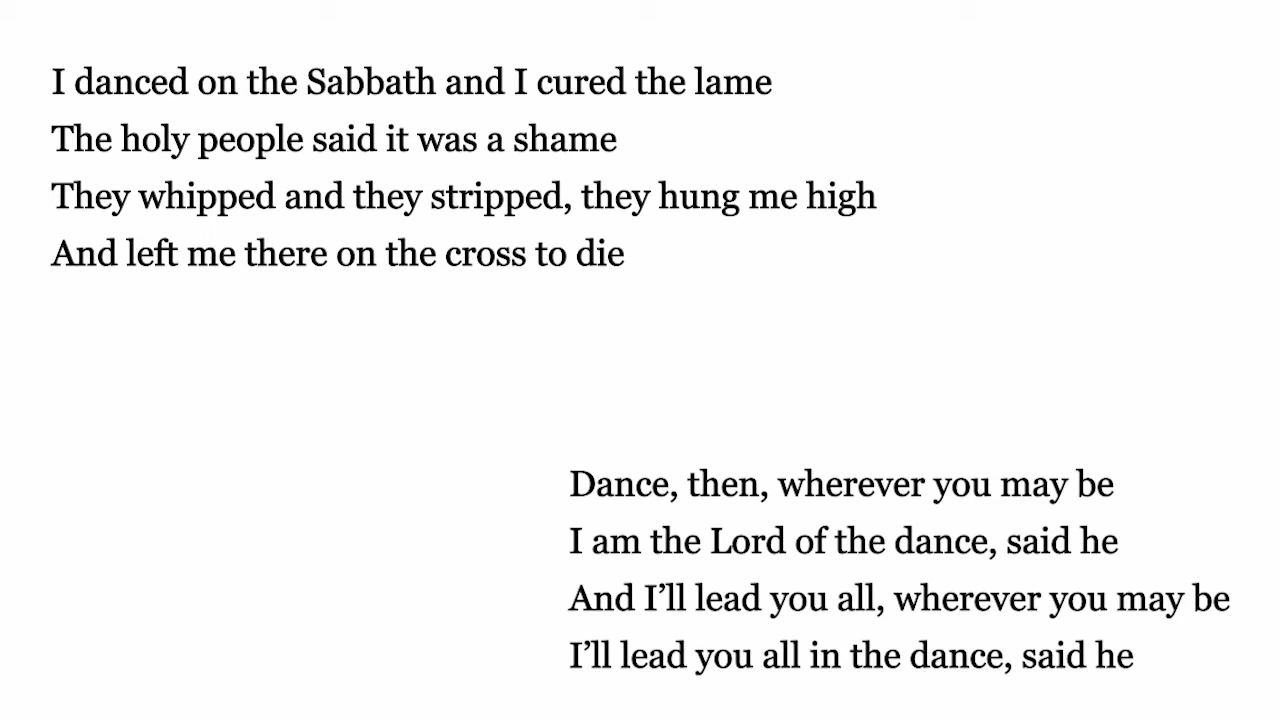 I danced on the Sabbath and I cured the lame
The holy people said it was a shame
They whipped and they stripped, they hung me high
And left me there on the cross to die
Dance, then, wherever you may be
I am the Lord of the dance, said he
And I’ll lead you all, wherever you may be
I’ll lead you all in the dance, said he